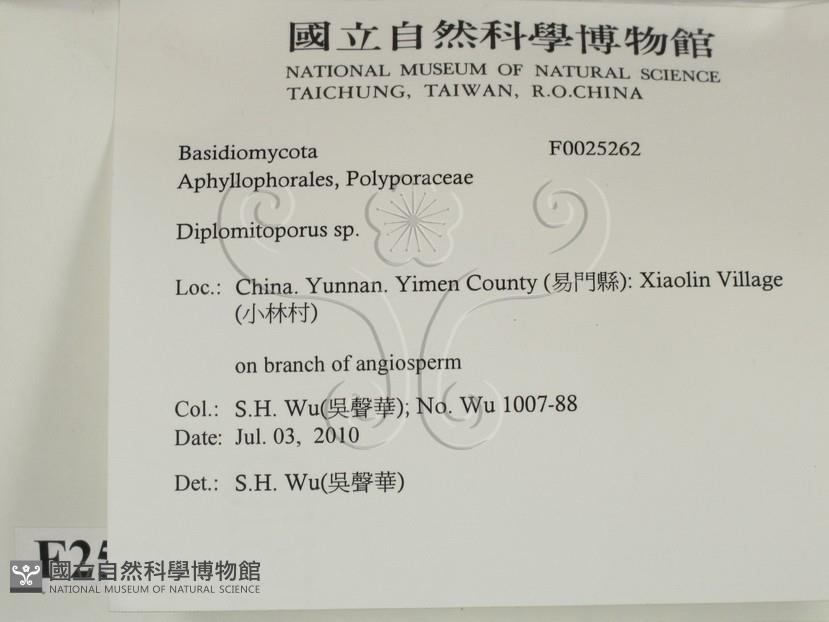 國立自然科學博物館
NATIONAL MUSEUM OF NATURAL SCIENCE
TAICHUNG, TAIWAN, R.O.CHINA
Basidiomycota F0025262
Aphyllophorales, Polyporaceae
Diplomitoporus sp.
Loc.: China. Yunnan. Yimen County (易門縣): Xiaolin Village
(小林村)
on branch of angiosperm
Col.: S.H. Wu(吳聲華); No. Wu 1007-88
Date: Jul. 03, 2010
Det.: S.H. Wu(吳聲華)
F25
國立自然科學博物館
NATIONAL MUSEUM OF NATURAL SCIENCE